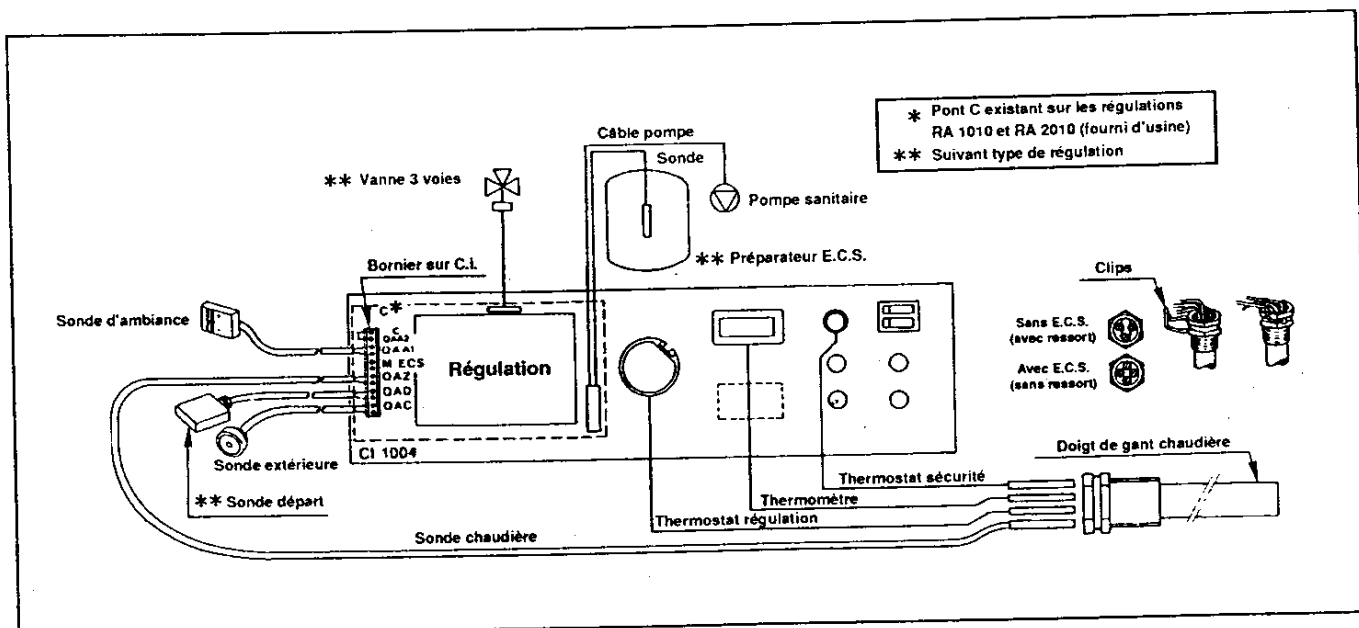 * Pont C existant sur les régulations
RA 1010 et RA 2010 (fourni d'usine)
** Suivant type de régulation
Câble pompe
Sonde
** Vanne 3 voies
Pompe sanitaire
** Préparateur E.C.S.
Bornier sur C.I.
Clips
Sonde d'ambiance
C*
C
QAA2
QAA1
M ECS
QAZ
QAD
QAC
Régulation
Sans E.C.S.
(avec ressort)
Avec E.C.S.
(sans ressort)
CI 1004
Sonde extérieure
** Sonde départ
Doigt de gant chaudière
Thermostat sécurité
Thermomètre
Thermostat régulation
Sonde chaudière